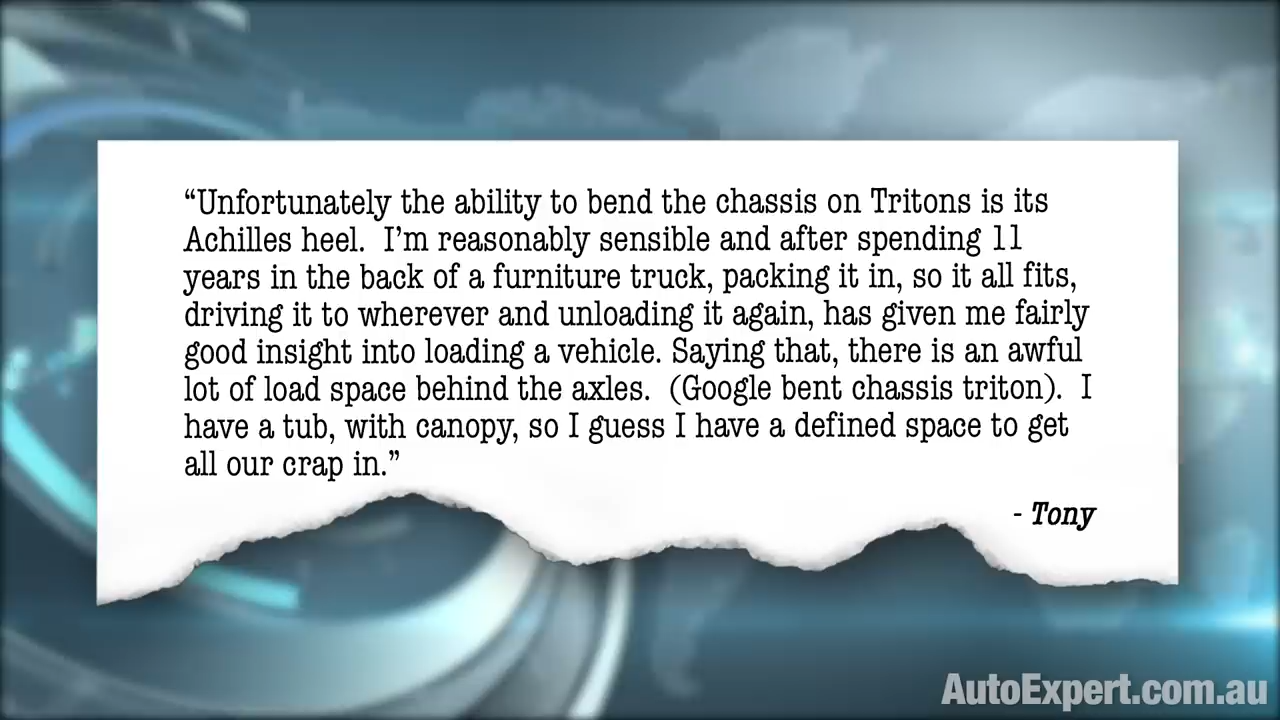 “Unfortunately the ability to bend the chassis on Tritons is its
Achilles heel.  I’m reasonably sensible and after spending 11
years in the back of a furniture truck, packing it in, so it all fits,
driving it to wherever and unloading it again, has given me fairly
good insight into loading a vehicle. Saying that, there is an awful
lot of load space behind the axles.  (Google bent chassis triton).  I
have a tub, with canopy, so I guess I have a defined space to get
all our crap in.”
- Tony
AutoExpert.com.au